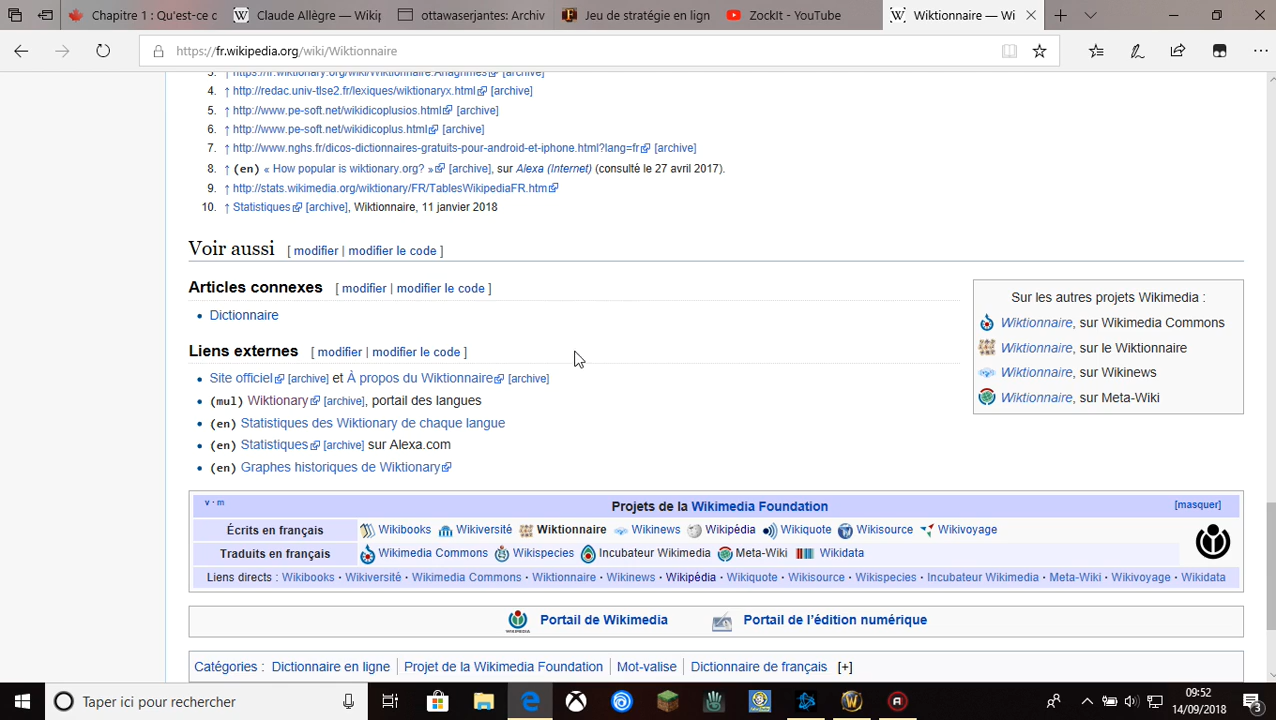 Chapitre 1 : Qu'est-ce c
Claude Allègre — Wikip
ottawaserjantes: Archiv
Jeu de stratégie en lign
ZockIt - YouTube
Wiktionnaire — Wi
https://fr.wikipedia.org/wiki/Wiktionnaire
3. ↑ https://fr.wiktionary.org/wiki/Wiktionnaire:Anagrimes [archive]
4. ↑ http://redac.univ-tlse2.fr/lexiques/wiktionaryx.html [archive]
5. ↑ http://www.pe-soft.net/wikidicoplusios.html [archive]
6. ↑ http://www.pe-soft.net/wikidicoplus.html [archive]
7. ↑ http://www.nghs.fr/dicos-dictionnaires-gratuits-pour-android-et-iphone.html?lang=fr [archive]
8. ↑ (en) « How popular is wiktionary.org? » [archive], sur Alexa (Internet) (consulté le 27 avril 2017).
9. ↑ http://stats.wikimedia.org/wiktionary/FR/TablesWikipediaFR.htm
10. ↑ Statistiques [archive], Wiktionnaire, 11 janvier 2018
Voir aussi [ modifier | modifier le code ]
Articles connexes [ modifier | modifier le code ]
Dictionnaire
Liens externes [ modifier | modifier le code ]
Site officiel [archive] et À propos du Wiktionnaire [archive]
(mul) Wiktionary [archive], portail des langues
(en) Statistiques des Wiktionary de chaque langue
(en) Statistiques [archive] sur Alexa.com
(en) Graphes historiques de Wiktionary
Sur les autres projets Wikimedia :
Wiktionnaire, sur Wikimedia Commons
Wiktionnaire, sur le Wiktionnaire
Wiktionnaire, sur Wikinews
Wiktionnaire, sur Meta-Wiki
v · m Projets de la Wikimedia Foundation [masquer]
Écrits en français Wikibooks Wikiversité Wiktionnaire Wikinews Wikipédia Wikiquote Wikisource Wikivoyage
Traduits en français Wikimedia Commons Wikispecies Incubateur Wikimedia Meta-Wiki Wikidata
Liens directs : Wikibooks · Wikiversité · Wikimedia Commons · Wiktionnaire · Wikinews · Wikipédia · Wikiquote · Wikisource · Wikispecies · Incubateur Wikimedia · Meta-Wiki · Wikivoyage · Wikidata
Portail de Wikimedia Portail de l'édition numérique
Catégories : Dictionnaire en ligne | Projet de la Wikimedia Foundation | Mot-valise | Dictionnaire de français [+]
Taper ici pour rechercher
09:52
14/09/2018
3